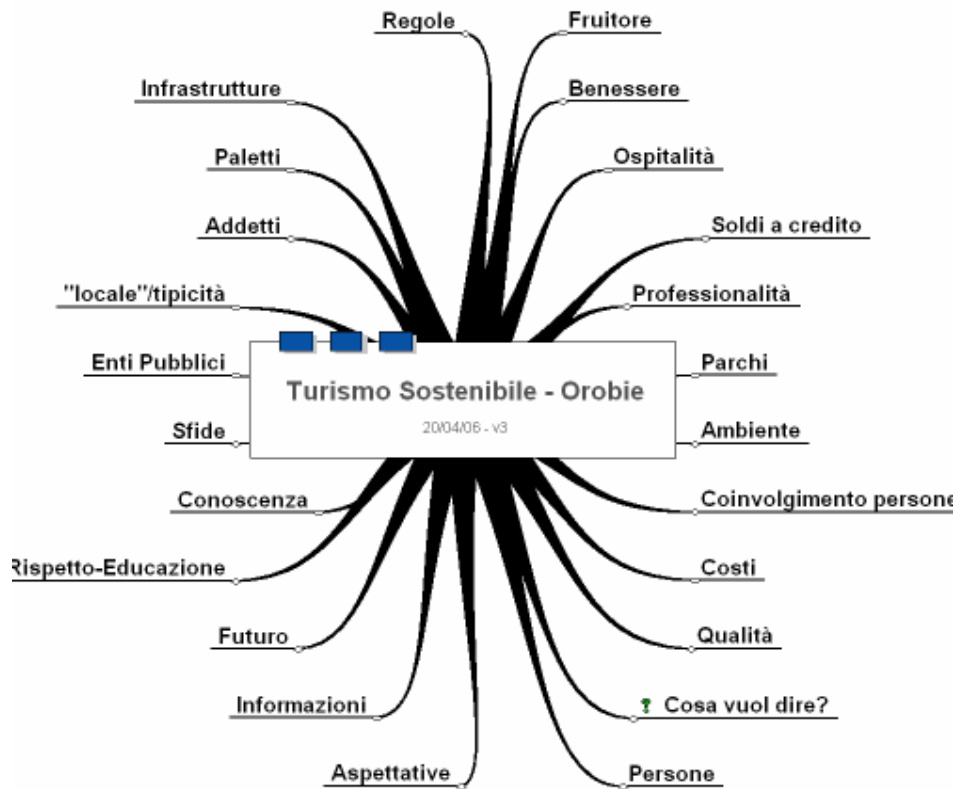 Regole
Fruitore
Infrastrutture
Benessere
Paletti
Ospitalità
Addetti
Soldi a credito
"locale"/tipicità
Professionalità
Enti Pubblici
Parchi
Turismo Sostenibile - Orobie
20/04/06 - v3
Sfide
Ambiente
Conoscenza
Coinvolgimento persone
Rispetto-Educazione
Costi
Futuro
Qualità
Informazioni
? Cosa vuol dire?
Aspettative
Persone